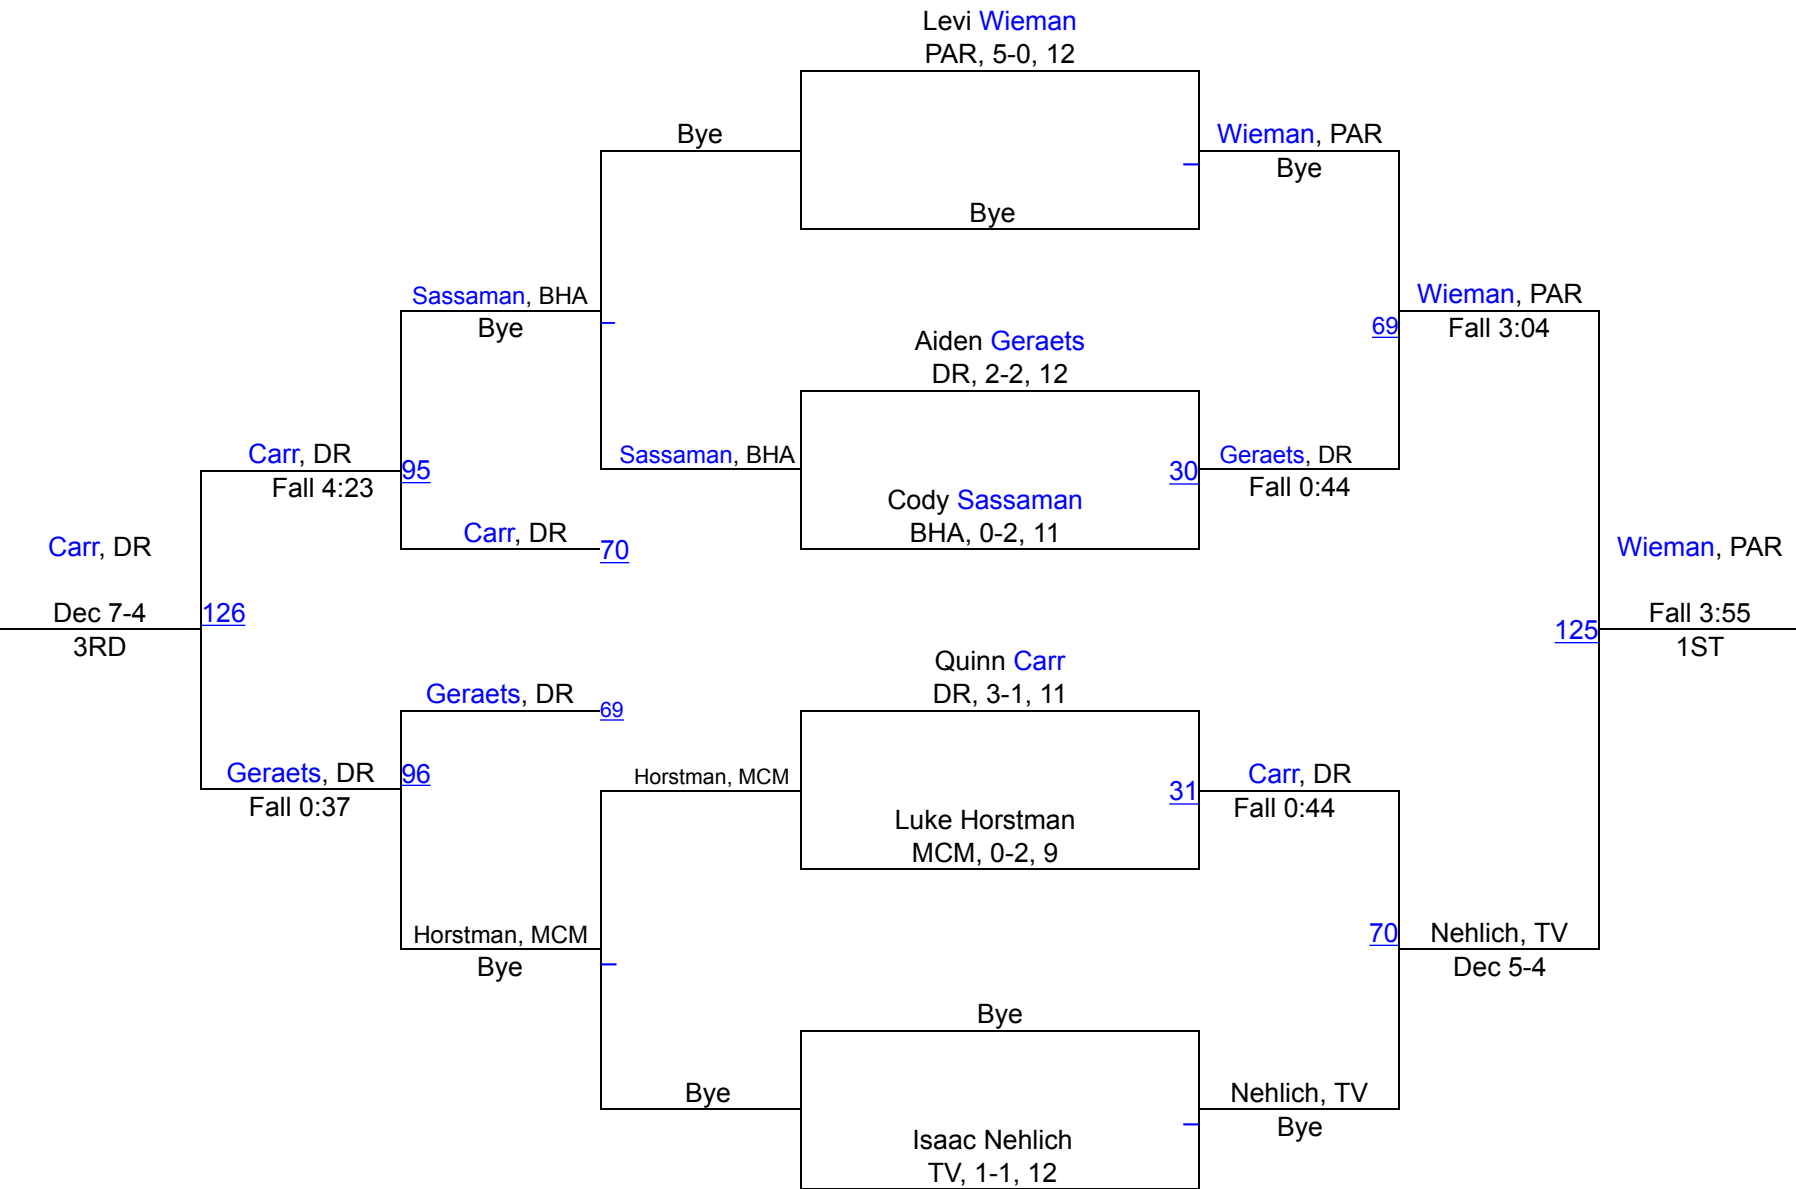 Levi Wieman
PAR, 5-0, 12
Bye
Wieman, PAR
Bye
Bye
Sassaman, BHA
Bye
Wieman, PAR
69
Fall 3:04
Aiden Geraets
DR, 2-2, 12
Carr, DR
95
Fall 4:23
Sassaman, BHA
30
Geraets, DR
Fall 0:44
Cody Sassaman
BHA, 0-2, 11
Carr, DR
70
Carr, DR
Wieman, PAR
Dec 7-4
126
3RD
125
Fall 3:55
1ST
Quinn Carr
DR, 3-1, 11
Geraets, DR
69
Geraets, DR
96
Fall 0:37
Horstman, MCM
31
Carr, DR
Fall 0:44
Luke Horstman
MCM, 0-2, 9
Horstman, MCM
Bye
70
Nehlich, TV
Dec 5-4
Bye
Bye
Nehlich, TV
Bye
Isaac Nehlich
TV, 1-1, 12